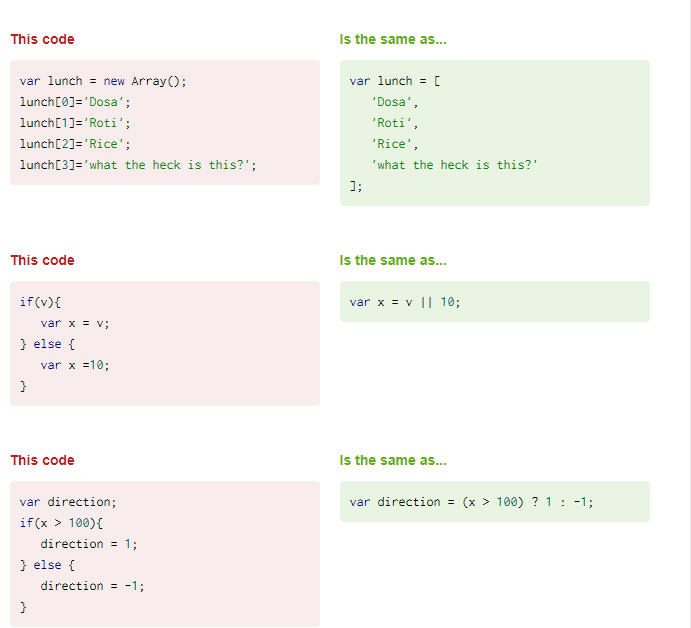 This code
var lunch = new Array();
lunch[0]='Dosa';
lunch[1]='Roti';
lunch[2]='Rice';
lunch[3]='what the heck is this?';
Is the same as...
var lunch = [
'Dosa',
'Roti',
'Rice',
'what the heck is this?'
];
This code
if(v){
var x = v;
} else {
var x =10;
}
Is the same as...
var x = v || 10;
This code
var direction;
if(x > 100){
direction = 1;
} else {
direction = -1;
}
Is the same as...
var direction = (x > 100) ? 1 : -1;